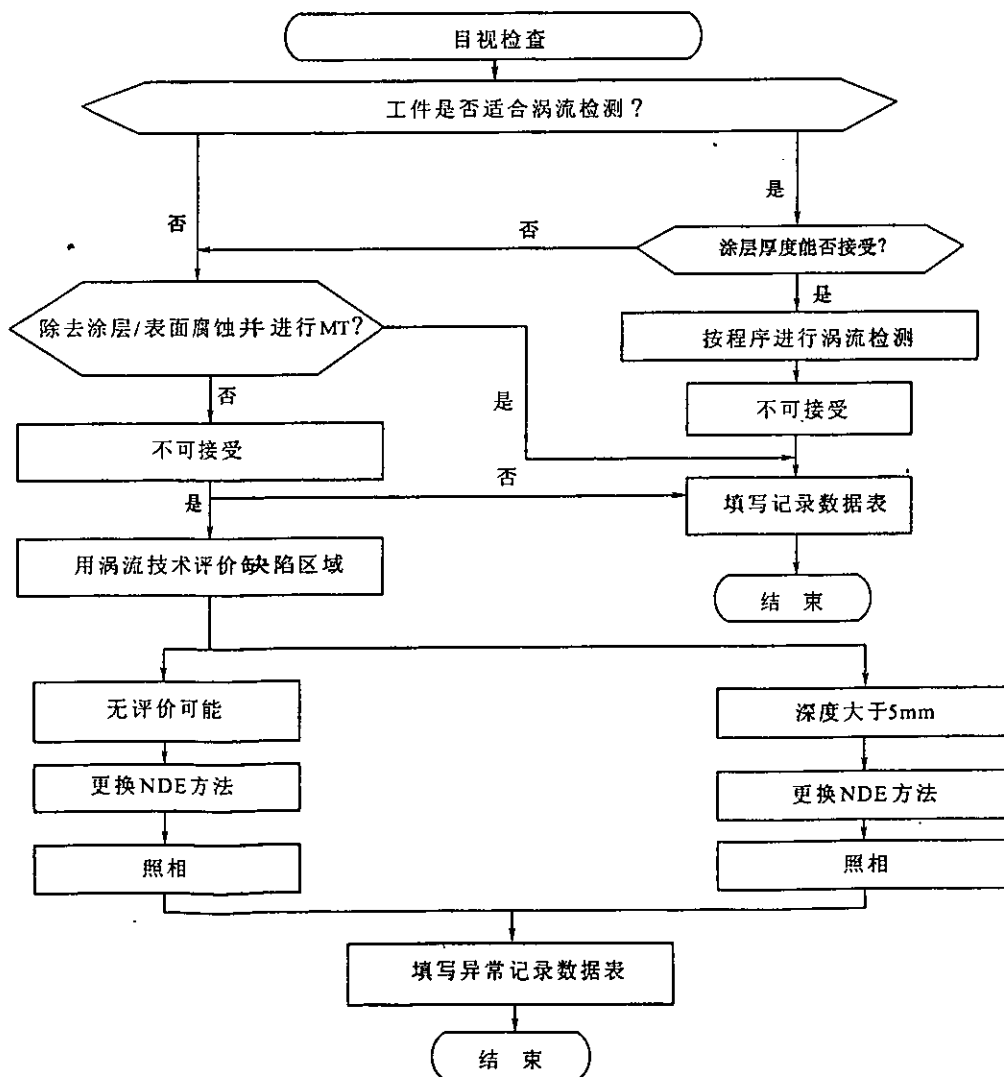 目视检查
工件是否适合涡流检测？
否
是
否
涂层厚度能否接受？
是
除去涂层/表面腐蚀并进行MT？
按程序进行涡流检测
否
是
不可接受
不可接受
是
否
填写记录数据表
用涡流技术评价缺陷区域
结 束
无评价可能
深度大于5mm
更换NDE方法
更换NDE方法
照相
照相
填写异常记录数据表
结 束